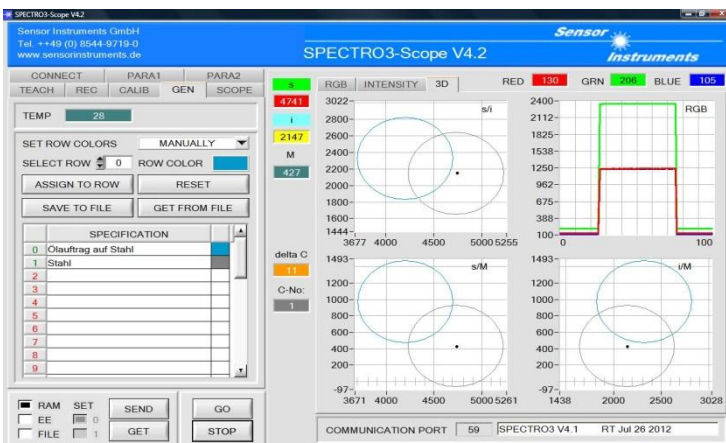 SPECTRO3-Scope V4.2
Sensor Instruments GmbH
Tel. ++49 (0) 8544-9719-0
www.sensorinstruments.de
SPECTRO3-Scope V4.2
Sensor
Instruments
CONNECT PARA1 PARA2
TEACH REC CALIB GEN SCOPE
TEMP 28
SET ROW COLORS MANUALLY
SELECT ROW 0 ROW COLOR
ASSIGN TO ROW RESET
SAVE TO FILE GET FROM FILE
SPECIFICATION
0 Ölauftrag auf Stahl
1 Stahl
2
3
4
5
6
7
8
9
RAM SET SEND GO
EE 0
FILE 1 GET STOP
s
4741
i
2147
M
427
delta C
11
C-No:
1
RGB INTENSITY 3D RED 130 GRN 206 BLUE 105
3022-
2800-
2600-
2400-
2200-
2000-
1800-
1600-
1444-
3677 4000 4500 5000 5255
s/i
2400-
2112-
1825-
1538-
1250-
962-
675-
388-
100-
0 100
RGB
1493-
1200-
1000-
800-
600-
400-
200-
-97-
3671 4000 4500 5000 5261
s/M
1493-
1200-
1000-
800-
600-
400-
200-
-97-
1438 2000 2500 3028
i/M
COMMUNICATION PORT 59 SPECTRO3 V4.1 RT Jul 26 2012